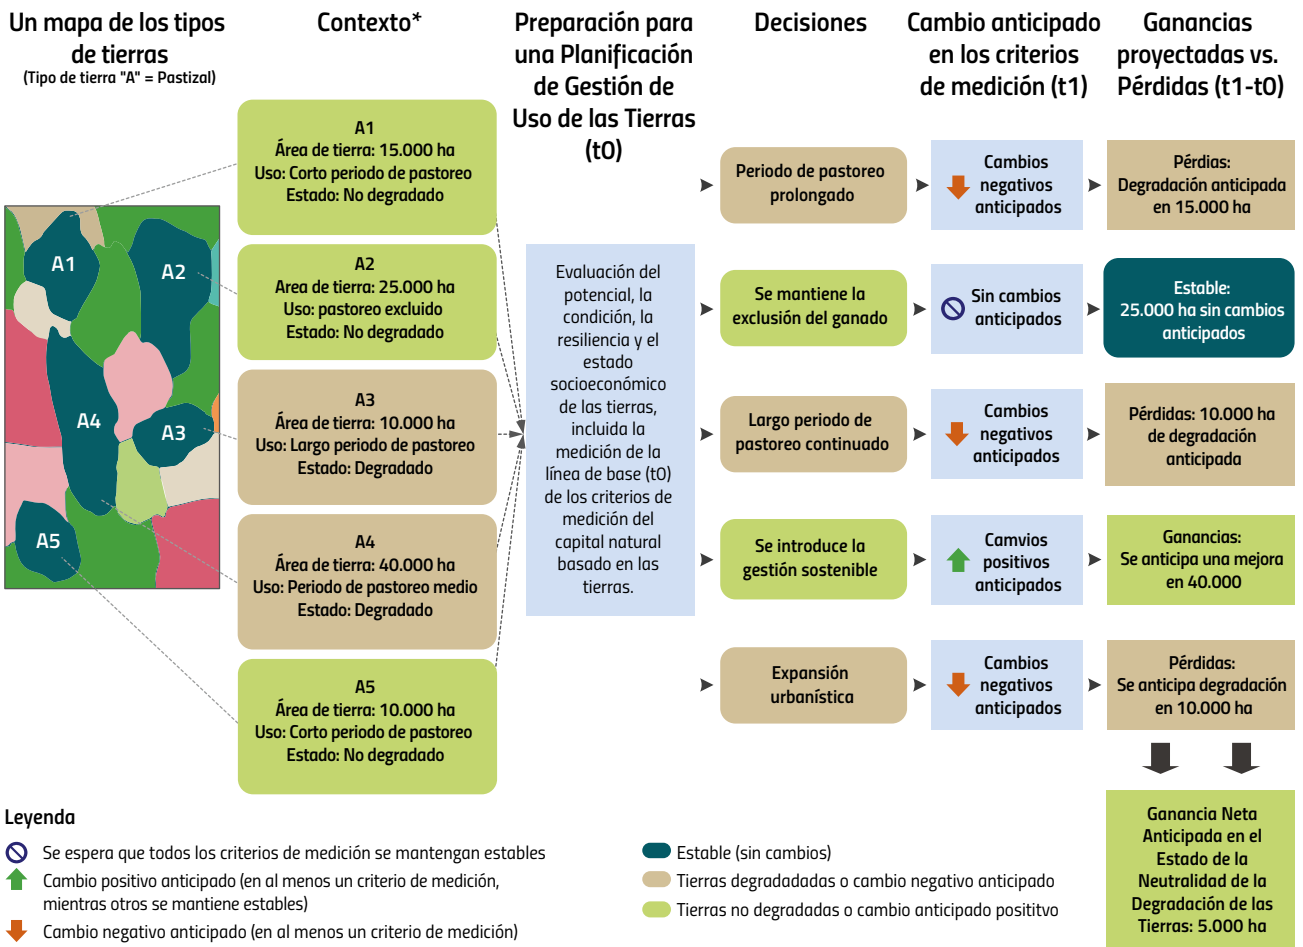 Un mapa de los tipos
de tierras
(Tipo de tierra "A" = Pastizal)
A1
A2
A3
A4
A5
Contexto*
A1
Área de tierra: 15.000 ha
Uso: Corto periodo de pastoreo
Estado: No degradado
A2
Area de tierra: 25.000 ha
Uso: pastoreo excluido
Estado: No degradado
A3
Área de tierra: 10.000 ha
Uso: Largo periodo de pastoreo
Estado: Degradado
A4
Área de tierra: 40.000 ha
Uso: Periodo de pastoreo medio
Estado: Degradado
A5
Área de tierra: 10.000 ha
Uso: Corto periodo de pastoreo
Estado: No degradado
Preparación para
una Planificación
de Gestión de
Uso de las Tierras
(t0)
Evaluación del
potencial, la
condición, la
resiliencia y el
estado
socioeconómico
de las tierras,
incluida la
medición de la
línea de base (t0)
de los criterios de
medición del
capital natural
basado en las
tierras.
Decisiones
Periodo de pastoreo
prolongado
Se mantiene la
exclusión del ganado
Largo periodo de
pastoreo continuado
Se introduce la
gestión sostenible
Expansión
urbanística
Cambio anticipado
en los criterios
de medición (t1)
Cambios
negativos
anticipados
Sin cambios
anticipados
Cambios
negativos
anticipados
Camvios
positivos
anticipados
Cambios
negativos
anticipados
Ganancias
proyectadas vs.
Pérdidas (t1-t0)
Pérdias:
Degradación anticipada
en 15.000 ha
Estable:
25.000 ha sin cambios
anticipados
Pérdidas: 10.000 ha
de degradación
anticipada
Ganancias:
Se anticipa una mejora
en 40.000
Pérdidas:
Se anticipa degradación
en 10.000 ha
Ganancia Neta
Anticipada en el
Estado de la
Neutralidad de la
Degradación de las
Tierras: 5.000 ha
Leyenda
Se espera que todos los criterios de medición se mantengan estables
Cambio positivo anticipado (en al menos un criterio de medición,
mientras otros se mantiene estables)
Cambio negativo anticipado (en al menos un criterio de medición)
Estable (sin cambios)
Tierras degradadadas o cambio negativo anticipado
Tierras no degradadas o cambio anticipado posititvo